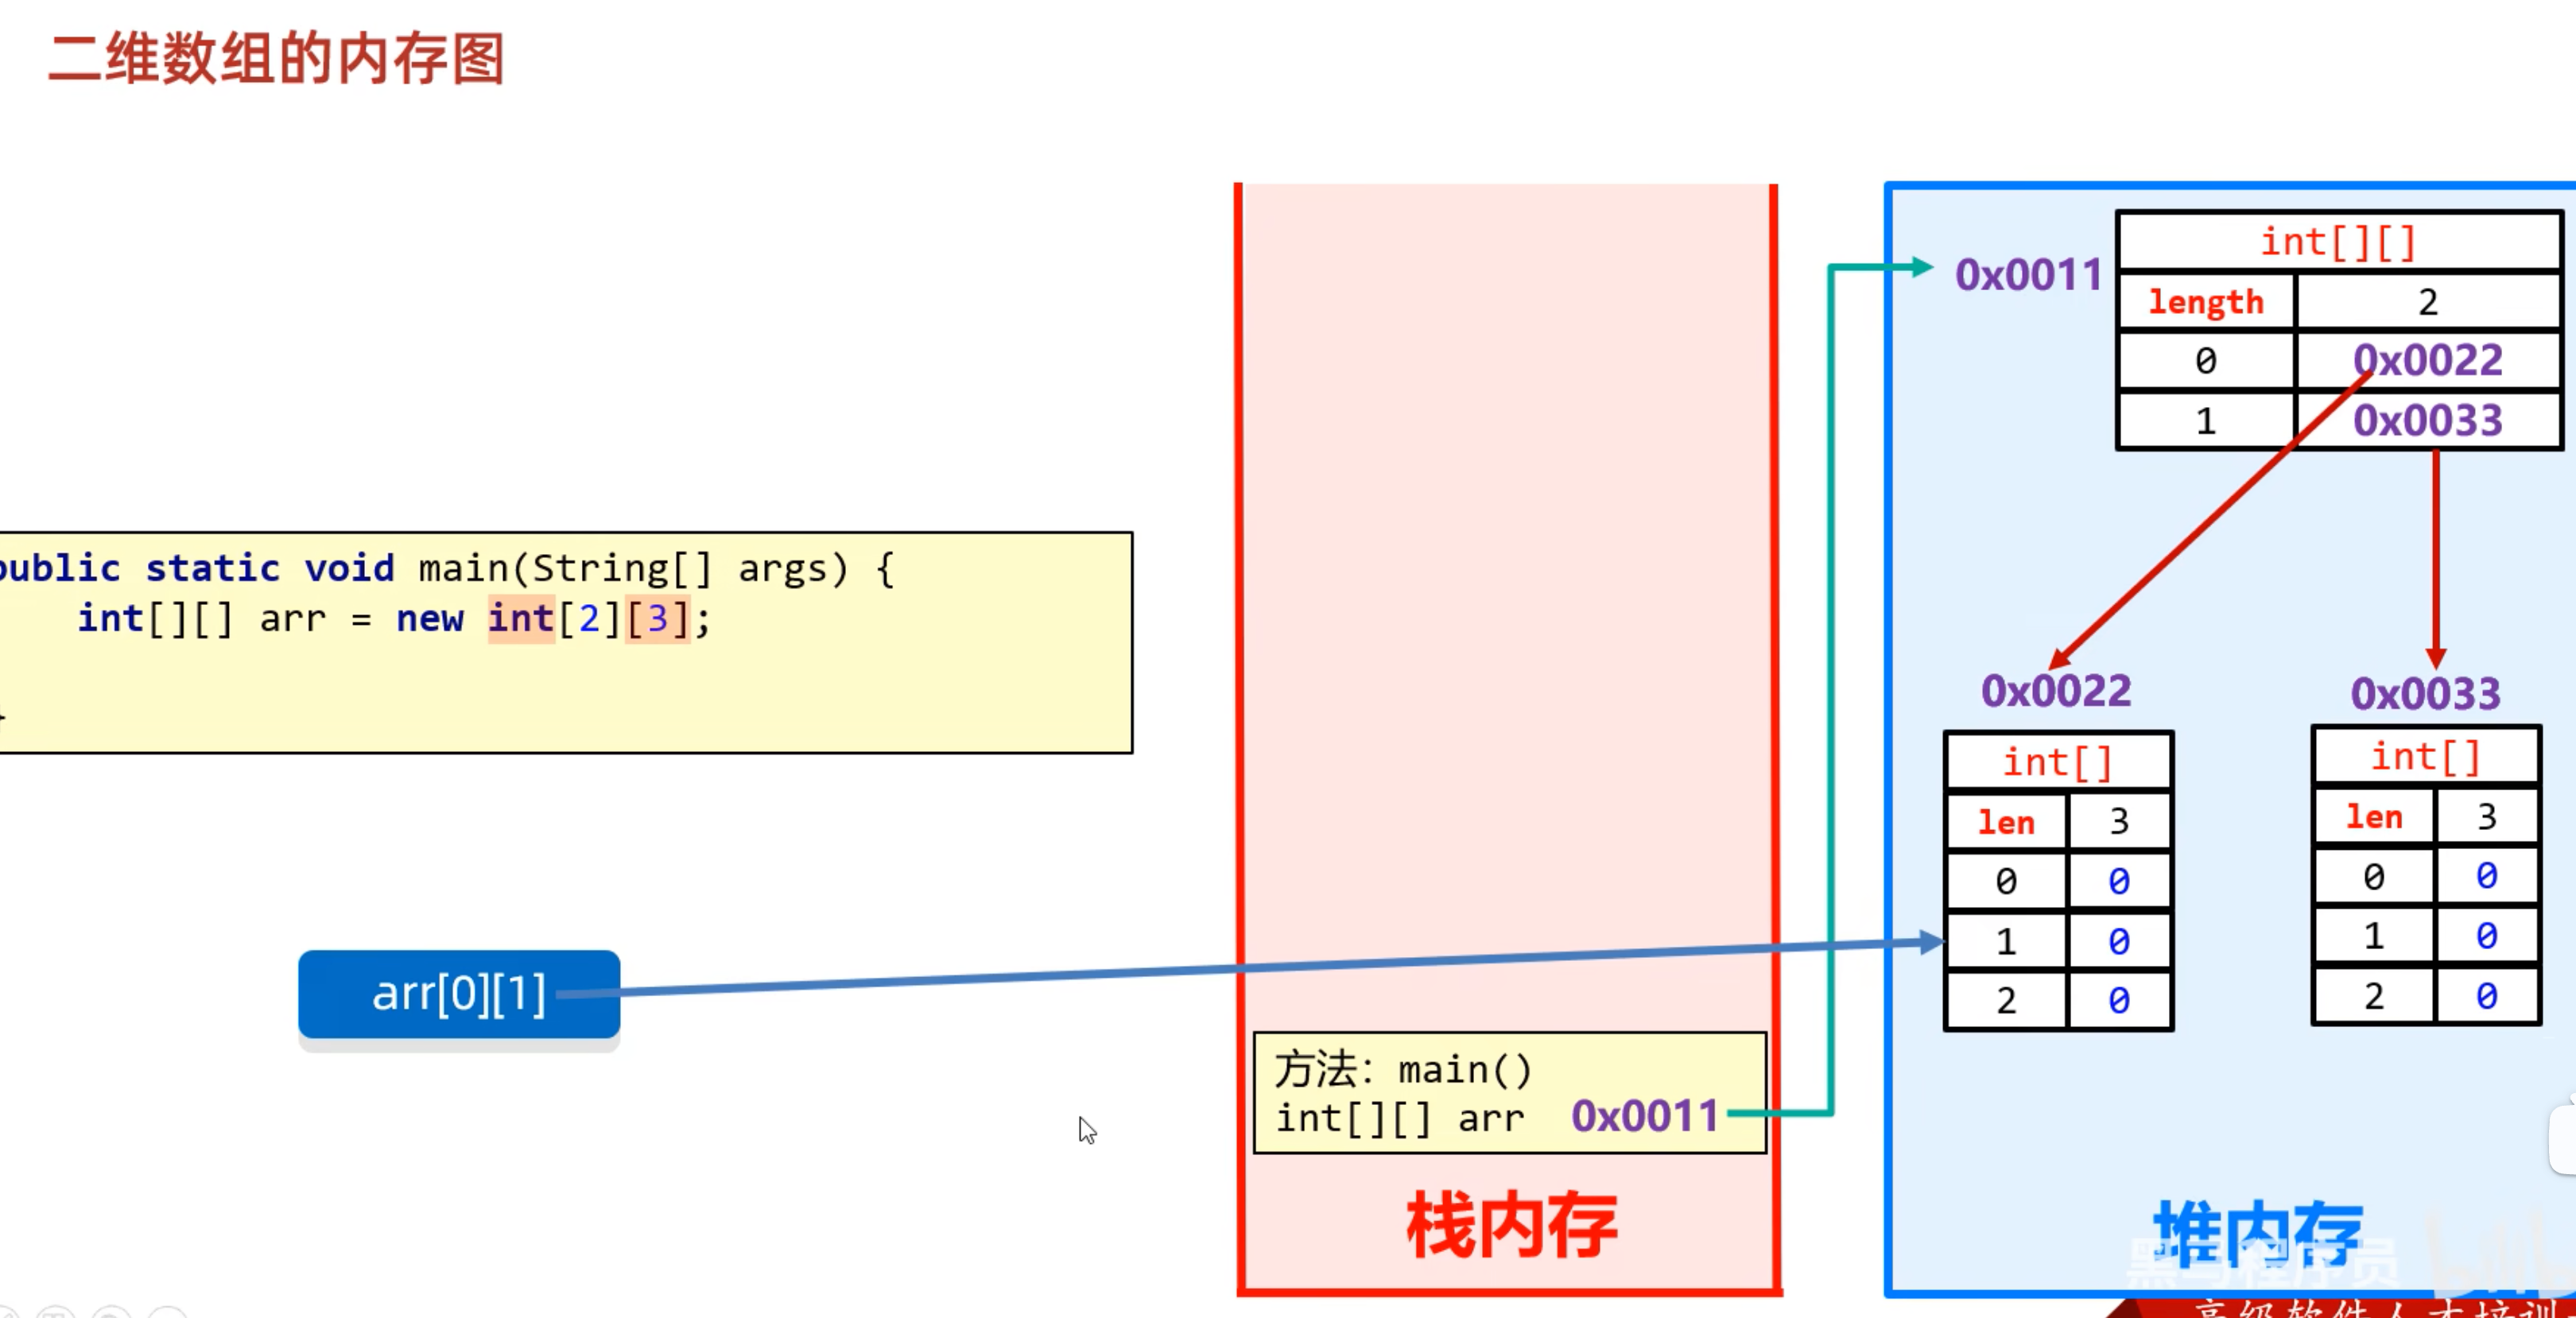 二维数组的内存图
public static void main(String[] args) {
int[][] arr = new int[2][3];
}
arr[0][1]
方法：main()
int[][] arr 0x0011
栈内存
0x0011
int[][]
length 2
0 0x0022
1 0x0033
0x0022
int[]
len 3
0 0
1 0
2 0
0x0033
int[]
len 3
0 0
1 0
2 0
堆内存
黑马程序员
bilibili
高级软件人才培训